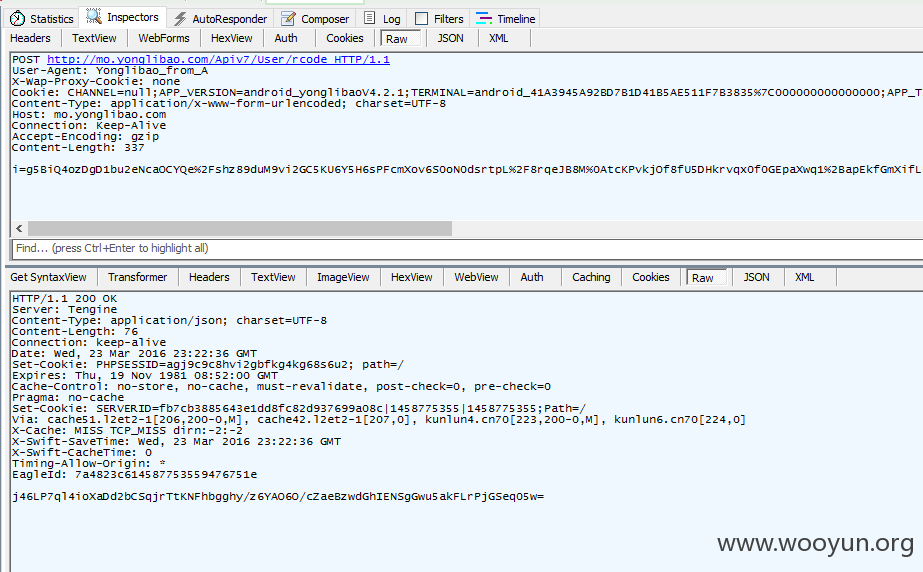 Statistics Inspectors AutoResponder Composer Log Filters Timeline
Headers TextView WebForms HexView Auth Cookies Raw JSON XML
POST http://mo.yonglibao.com/Apiv7/User/rcode HTTP/1.1
User-Agent: Yonglibao_from_A
X-Wap-Proxy-Cookie: none
Cookie: CHANNEL=null;APP_VERSION=android_yonglibaoV4.2.1;TERMINAL=android_41A3945A92BD7B1D41B5AE511F7B3835%7C000000000000000;APP_T
Content-Type: application/x-www-form-urlencoded; charset=UTF-8
Host: mo.yonglibao.com
Connection: Keep-Alive
Accept-Encoding: gzip
Content-Length: 337
i=g5BiQ4ozDgD1bu2eNcaOCYQe%2Fshz89duM9vi2GC5KU6Y5H6sPFcmXov6SOoNOdsrtpL%2F8rqeJB8M%0AtcKPvkjOf8fU5DHkrvqxOfOGEpaXwq1%2BapEkfGmXifL
Find... (press Ctrl+Enter to highlight all)
Get SyntaxView Transformer Headers TextView ImageView HexView WebView Auth Caching Cookies Raw JSON XML
HTTP/1.1 200 OK
Server: Tengine
Content-Type: application/json; charset=UTF-8
Content-Length: 76
Connection: keep-alive
Date: Wed, 23 Mar 2016 23:22:36 GMT
Set-Cookie: PHPSESSID=agj9c9c8hvi2gbfkg4kg68s6u2; path=/
Expires: Thu, 19 Nov 1981 08:52:00 GMT
Cache-Control: no-store, no-cache, must-revalidate, post-check=0, pre-check=0
Pragma: no-cache
Set-Cookie: SERVERID=fb7cb3885643e1dd8fc82d937699a08c|1458775355|1458775355;Path=/
Via: cache51.l2et2-1[206,200-0,M], cache42.l2et2-1[207,0], kunlun4.cn70[223,200-0,M], kunlun6.cn70[224,0]
X-Cache: MISS TCP_MISS dirn:-2:-2
X-Swift-SaveTime: Wed, 23 Mar 2016 23:22:36 GMT
X-Swift-CacheTime: 0
Timing-Allow-Origin: *
EagleId: 7a4823c61458775359476751e
j46LP7ql4ioXaDd2bCSqjrTtKNFhbgghy/z6YAO6O/cZaeBzwdGhIENSgGwu5akFLrPjGSeq05w=
www.wooyun.org